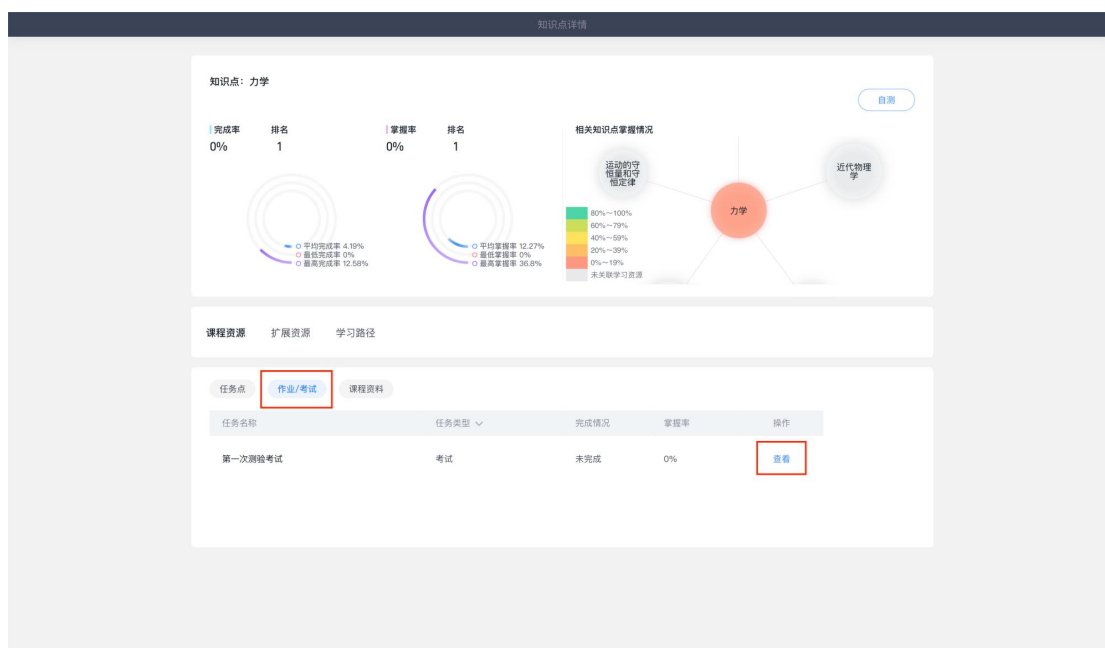 知识点详情
知识点：力学
自测
完成率 排名
0% 1
平均完成率 4.19%
最低完成率 0%
最高完成率 12.58%
掌握率 排名
0% 1
平均掌握率 12.27%
最低掌握率 0%
最高掌握率 36.8%
相关知识点掌握情况
运动的守
恒量和守
恒定律
近代物理
学
力学
80%～100%
60%～79%
40%～59%
20%～39%
0%～19%
未关联学习资源
课程资源 扩展资源 学习路径
任务点 作业/考试 课程资料
任务名称 任务类型 完成情况 掌握率 操作
第一次测验考试 考试 未完成 0% 查看